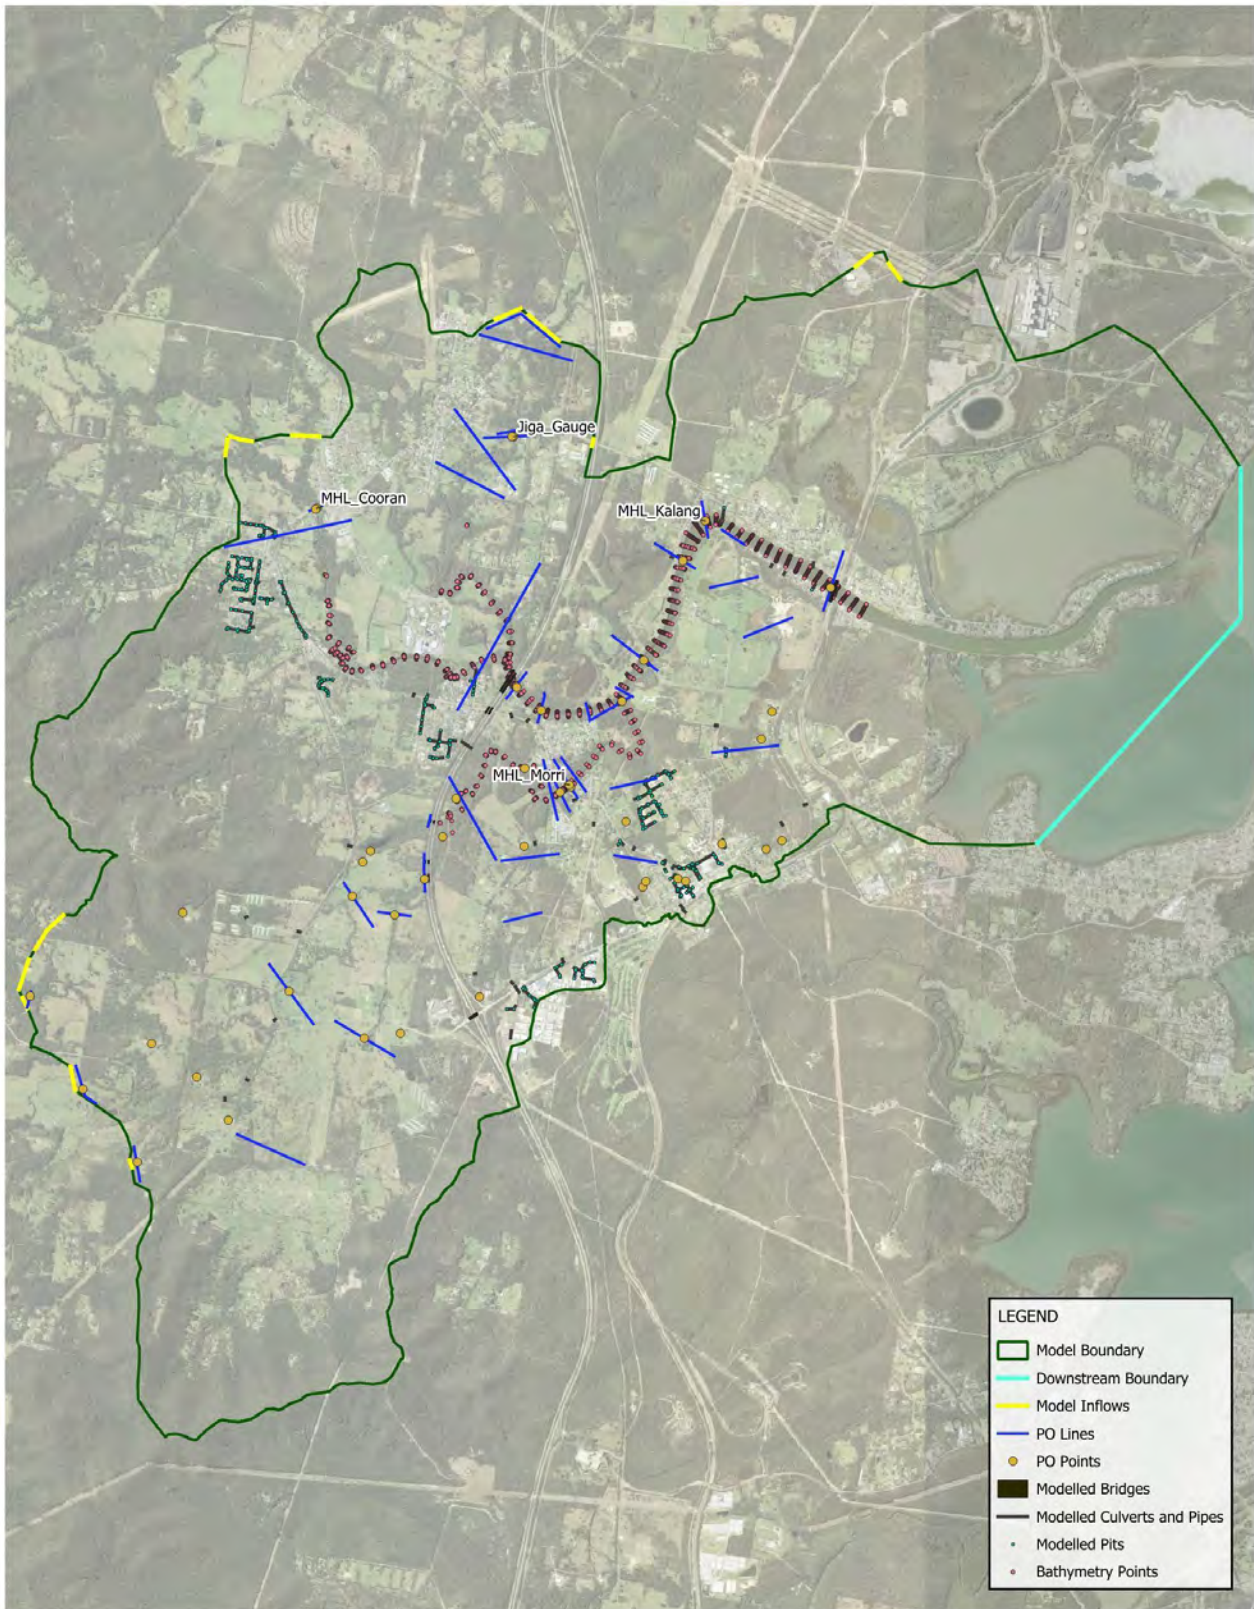 Jiga_Gauge
MHL_Cooran
MHL_Kalang
MHL_Morri
LEGEND
Model Boundary
Downstream Boundary
Model Inflows
PO Lines
PO Points
Modelled Bridges
Modelled Culverts and Pipes
Modelled Pits
Bathymetry Points